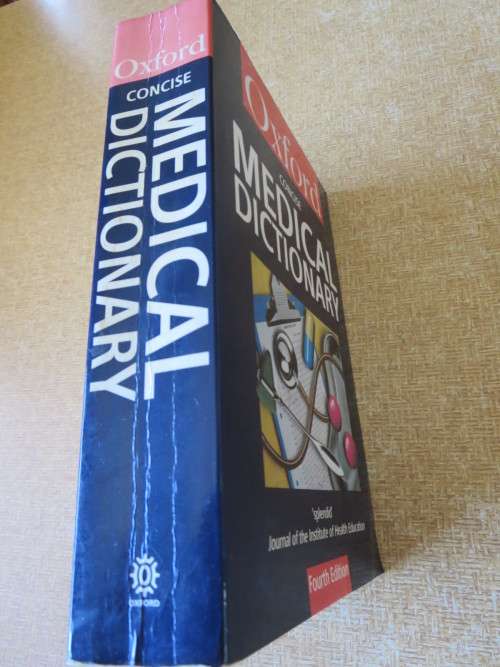 Oxford
CONCISE
MEDICAL
DICTIONARY
OXFORD
Oxford
CONCISE
MEDICAL
DICTIONARY
'splendid'
Journal of the Institute of Health Education
Fourth Edition